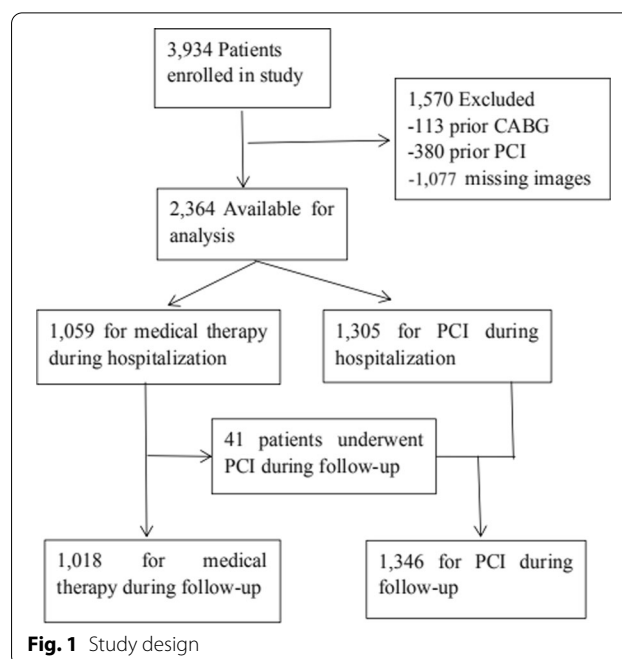 3,934 Patients
enrolled in study
1,570 Excluded
-113 prior CABG
-380 prior PCI
-1,077 missing images
2,364 Available for
analysis
1,059 for medical therapy
during hospitalization
1,305 for PCI during
hospitalization
41 patients underwent
PCI during follow-up
1,018 for medical
therapy during follow-up
1,346 for PCI during
follow-up
Fig. 1 Study design